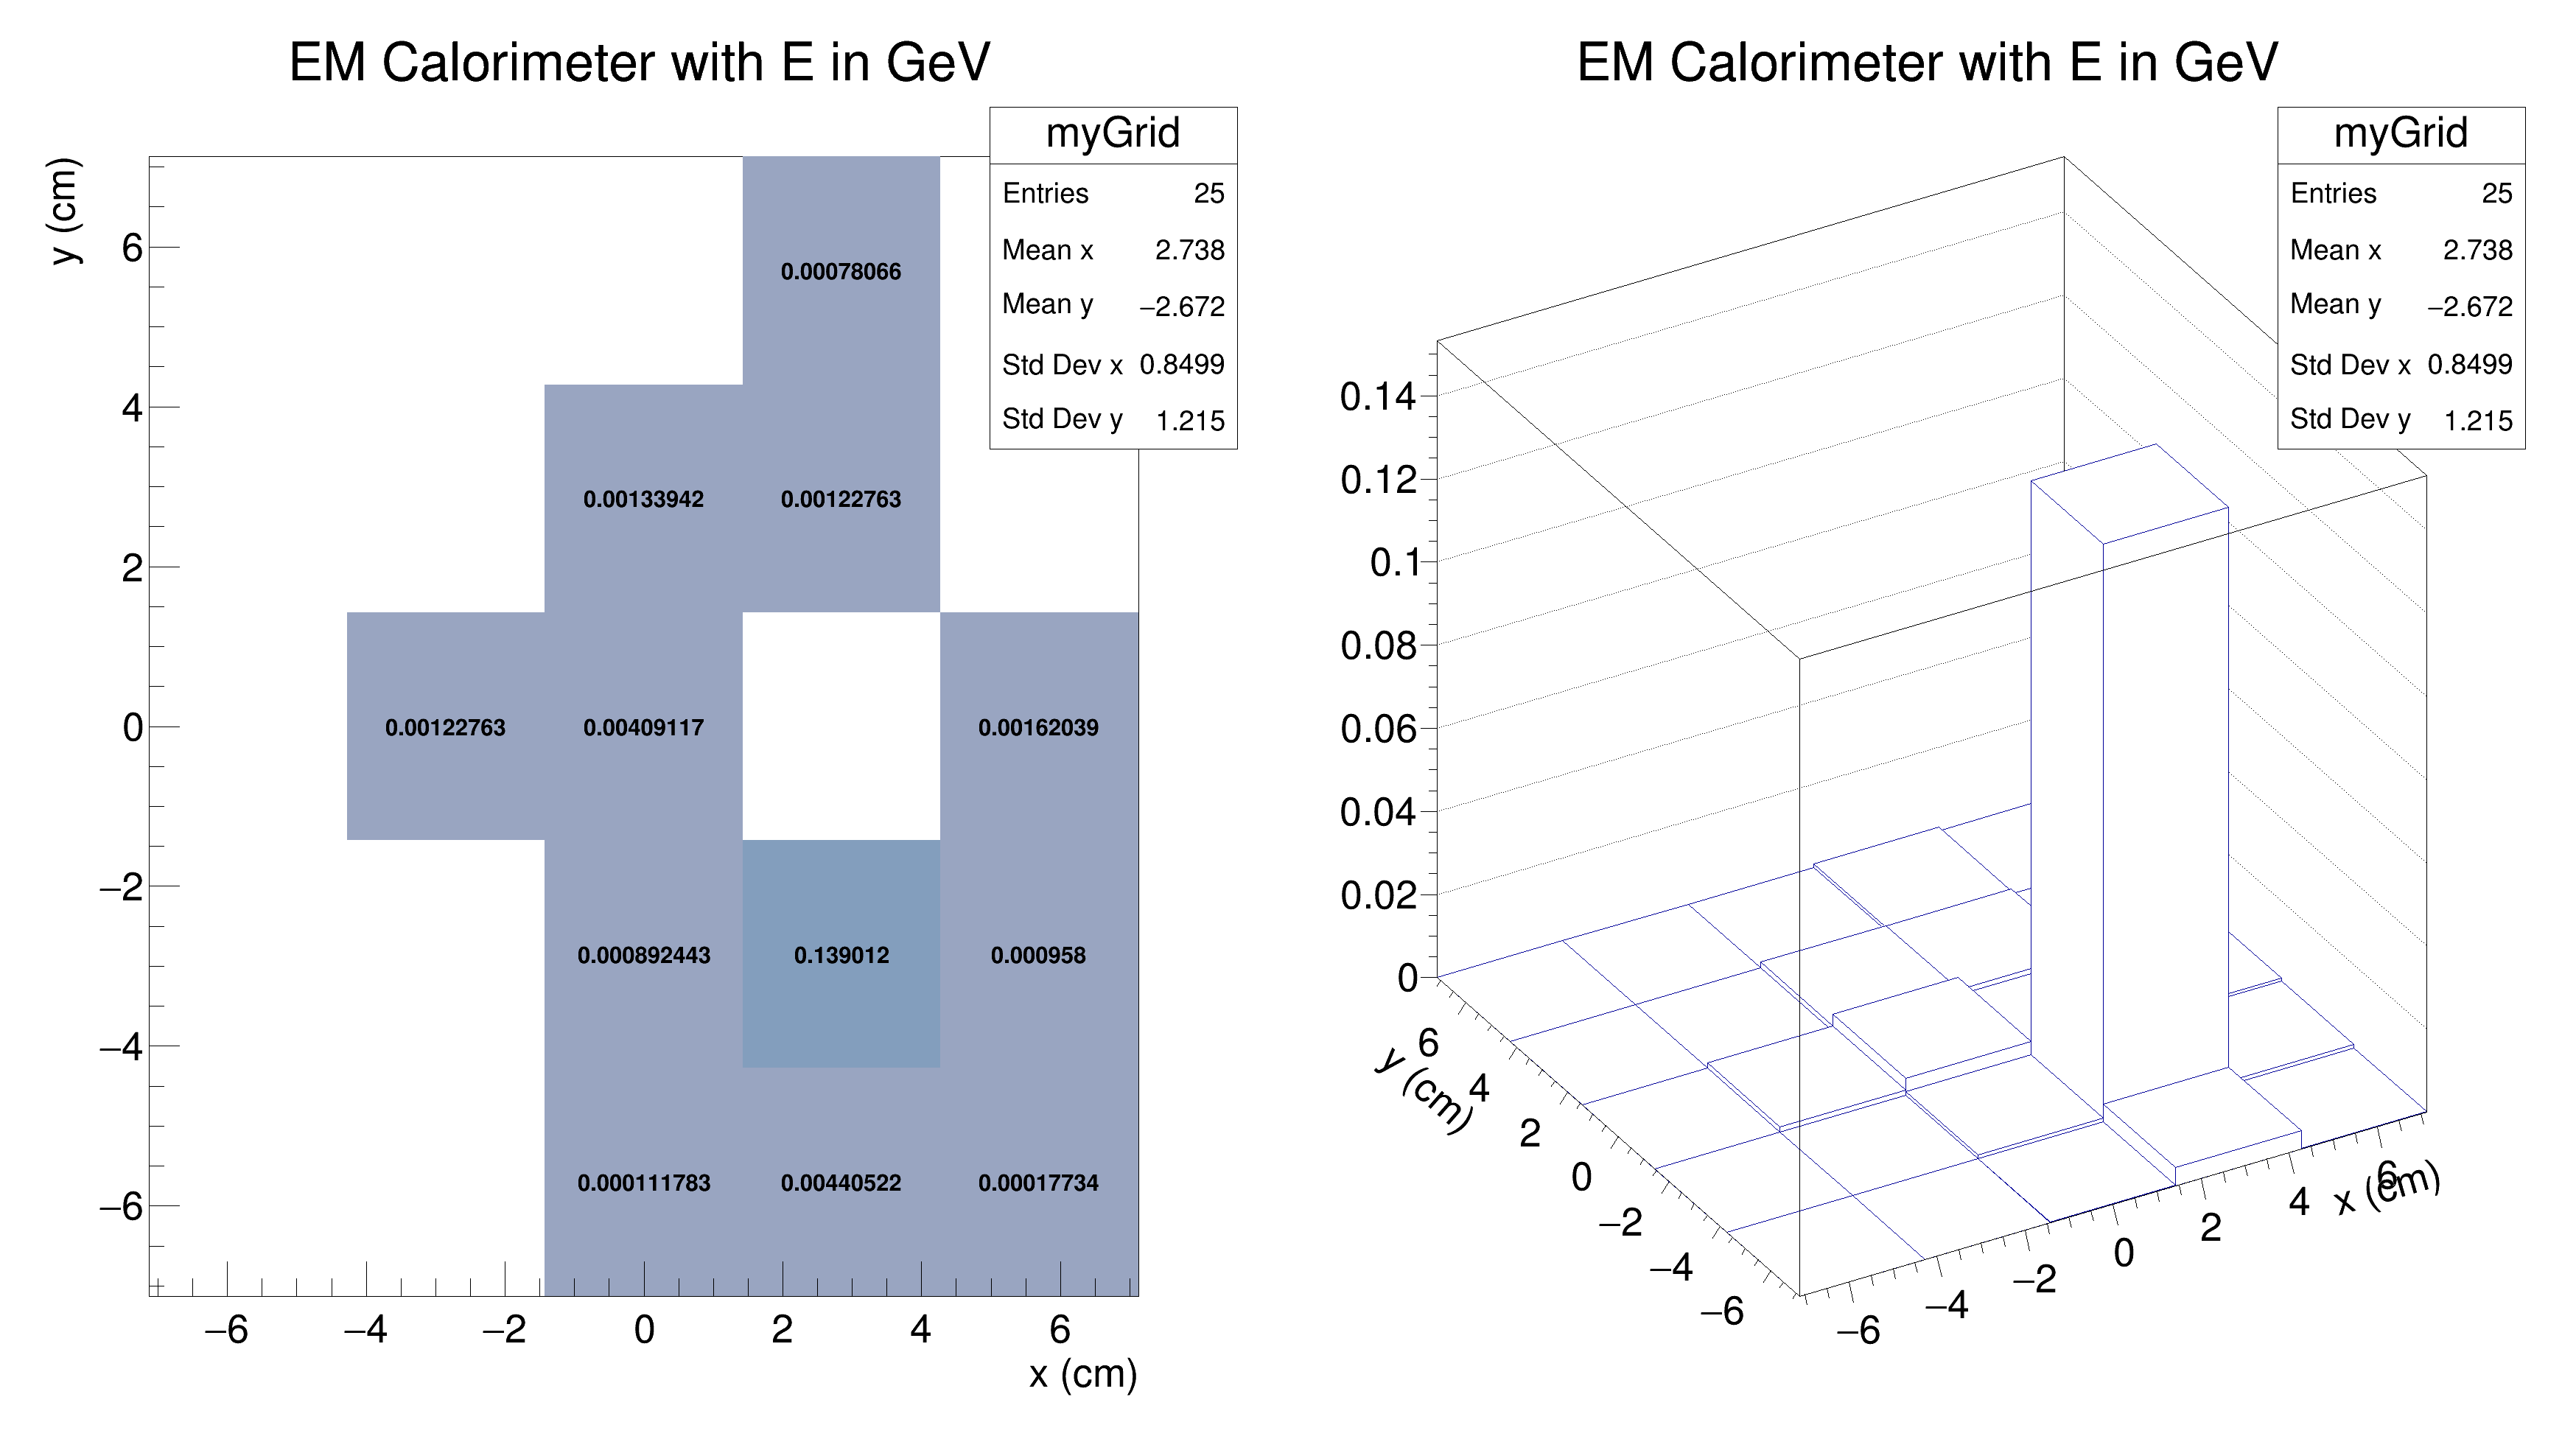 EM Calorimeter with E in GeV
myGrid
Entries 25
Mean x 2.738
Mean y −2.672
Std Dev x 0.8499
Std Dev y 1.215
y (cm)
6
4
2
0
−2
−4
−6
0.00078066
0.00133942 0.00122763
0.00122763 0.00409117 0.00162039
0.000892443 0.139012 0.000958
0.000111783 0.00440522 0.00017734
−6 −4 −2 0 2 4 6
x (cm)
EM Calorimeter with E in GeV
myGrid
Entries 25
Mean x 2.738
Mean y −2.672
Std Dev x 0.8499
Std Dev y 1.215
0.14
0.12
0.1
0.08
0.06
0.04
0.02
0
6
4
2
0
−2
−4
−6
y (cm)
−6
−4
−2
0
2
4
6
x (cm)